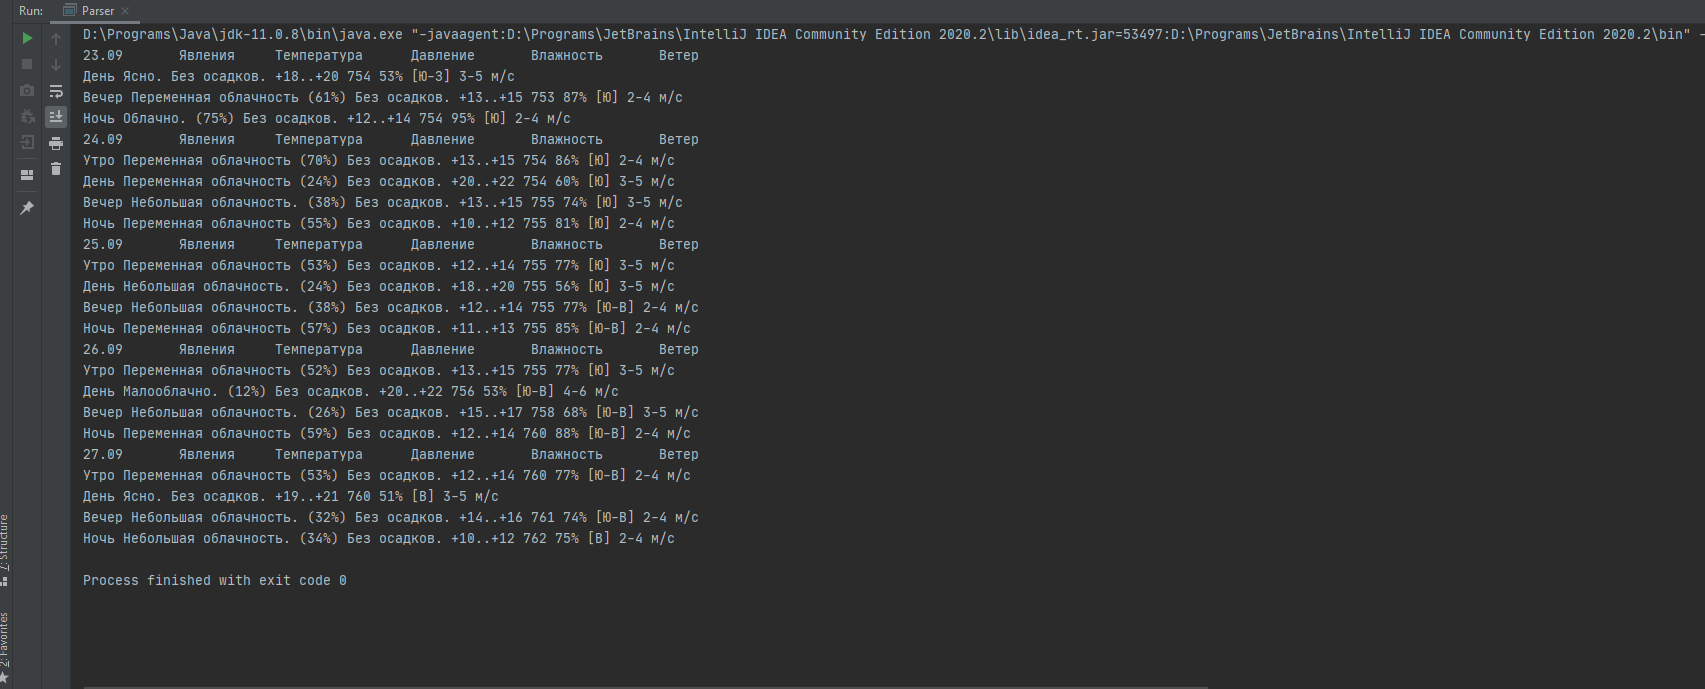 Run: Parser
D:\Programs\Java\jdk-11.0.8\bin\java.exe "-javaagent:D:\Programs\JetBrains\IntelliJ IDEA Community Edition 2020.2\lib\idea_rt.jar=53497:D:\Programs\JetBrains\IntelliJ IDEA Community Edition 2020.2\bin" -
23.09 Явления Температура Давление Влажность Ветер
День Ясно. Без осадков. +18..+20 754 53% [Ю-З] 3-5 м/с
Вечер Переменная облачность (61%) Без осадков. +13..+15 753 87% [Ю] 2-4 м/с
Ночь Облачно. (75%) Без осадков. +12..+14 754 95% [Ю] 2-4 м/с
24.09 Явления Температура Давление Влажность Ветер
Утро Переменная облачность (70%) Без осадков. +13..+15 754 86% [Ю] 2-4 м/с
День Переменная облачность (24%) Без осадков. +20..+22 754 60% [Ю] 3-5 м/с
Вечер Небольшая облачность. (38%) Без осадков. +13..+15 755 74% [Ю] 3-5 м/с
Ночь Переменная облачность (55%) Без осадков. +10..+12 755 81% [Ю] 2-4 м/с
25.09 Явления Температура Давление Влажность Ветер
Утро Переменная облачность (53%) Без осадков. +12..+14 755 77% [Ю] 3-5 м/с
День Небольшая облачность. (24%) Без осадков. +18..+20 755 56% [Ю] 3-5 м/с
Вечер Небольшая облачность. (38%) Без осадков. +12..+14 755 77% [Ю-В] 2-4 м/с
Ночь Переменная облачность (57%) Без осадков. +11..+13 755 85% [Ю-В] 2-4 м/с
26.09 Явления Температура Давление Влажность Ветер
Утро Переменная облачность (52%) Без осадков. +13..+15 755 77% [Ю] 3-5 м/с
День Малооблачно. (12%) Без осадков. +20..+22 756 53% [Ю-В] 4-6 м/с
Вечер Небольшая облачность. (26%) Без осадков. +15..+17 758 68% [Ю-В] 3-5 м/с
Ночь Переменная облачность (59%) Без осадков. +12..+14 760 88% [Ю-В] 2-4 м/с
27.09 Явления Температура Давление Влажность Ветер
Утро Переменная облачность (53%) Без осадков. +12..+14 760 77% [Ю-В] 2-4 м/с
День Ясно. Без осадков. +19..+21 760 51% [В] 3-5 м/с
Вечер Небольшая облачность. (32%) Без осадков. +14..+16 761 74% [Ю-В] 2-4 м/с
Ночь Небольшая облачность. (34%) Без осадков. +10..+12 762 75% [В] 2-4 м/с
Process finished with exit code 0
7: Structure
2: Favorites